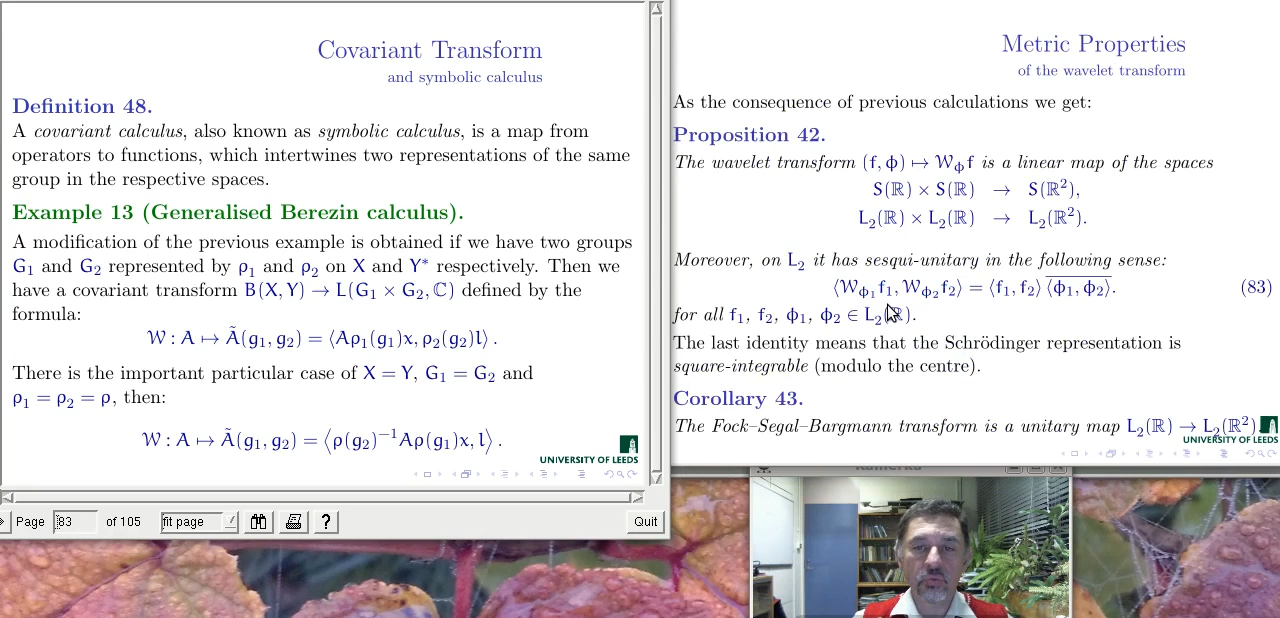 Covariant Transform
and symbolic calculus
Definition 48.
A covariant calculus, also known as symbolic calculus, is a map from
operators to functions, which intertwines two representations of the same
group in the respective spaces.
Example 13 (Generalised Berezin calculus).
A modification of the previous example is obtained if we have two groups
G₁ and G₂ represented by ρ₁ and ρ₂ on X and Y* respectively. Then we
have a covariant transform B(X, Y) → L(G₁ × G₂, ℂ) defined by the
formula:
𝒲 : A ↦ Ã(g₁, g₂) = ⟨Aρ₁(g₁)x, ρ₂(g₂)l⟩ .
There is the important particular case of X = Y, G₁ = G₂ and
ρ₁ = ρ₂ = ρ, then:
𝒲 : A ↦ Ã(g₁, g₂) = ⟨ρ(g₂)⁻¹Aρ(g₁)x, l⟩ .
UNIVERSITY OF LEEDS
Page 83 of 105 fit page ? Quit
Metric Properties
of the wavelet transform
As the consequence of previous calculations we get:
Proposition 42.
The wavelet transform (f, ϕ) ↦ 𝒲_ϕ f is a linear map of the spaces
S(ℝ) × S(ℝ) → S(ℝ²),
L₂(ℝ) × L₂(ℝ) → L₂(ℝ²).
Moreover, on L₂ it has sesqui-unitary in the following sense:
⟨𝒲_ϕ₁ f₁, 𝒲_ϕ₂ f₂⟩ = ⟨f₁, f₂⟩ \overline{⟨ϕ₁, ϕ₂⟩}. (83)
for all f₁, f₂, ϕ₁, ϕ₂ ∈ L₂(ℝ).
The last identity means that the Schrödinger representation is
square-integrable (modulo the centre).
Corollary 43.
The Fock–Segal–Bargmann transform is a unitary map L₂(ℝ) → L₂(ℝ²)
UNIVERSITY OF LEEDS